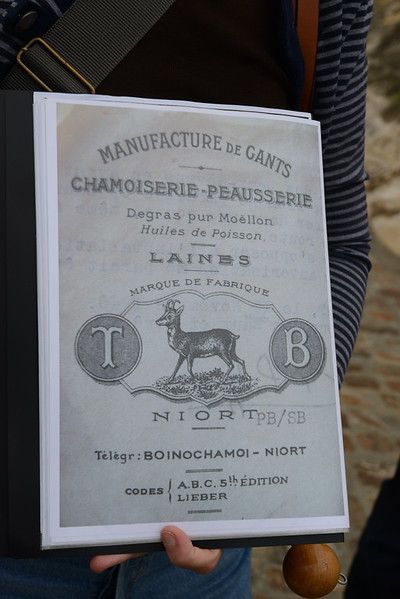 MANUFACTURE DE GANTS
CHAMOISERIE-PEAUSSERIE
Degras pur Moëllon
Huiles de Poisson
LAINES
MARQUE DE FABRIQUE
T B
NIORT PB/SB
Télégr: BOINOCHAMOI - NIORT
CODES A.B.C. 5th ÉDITION
LIEBER